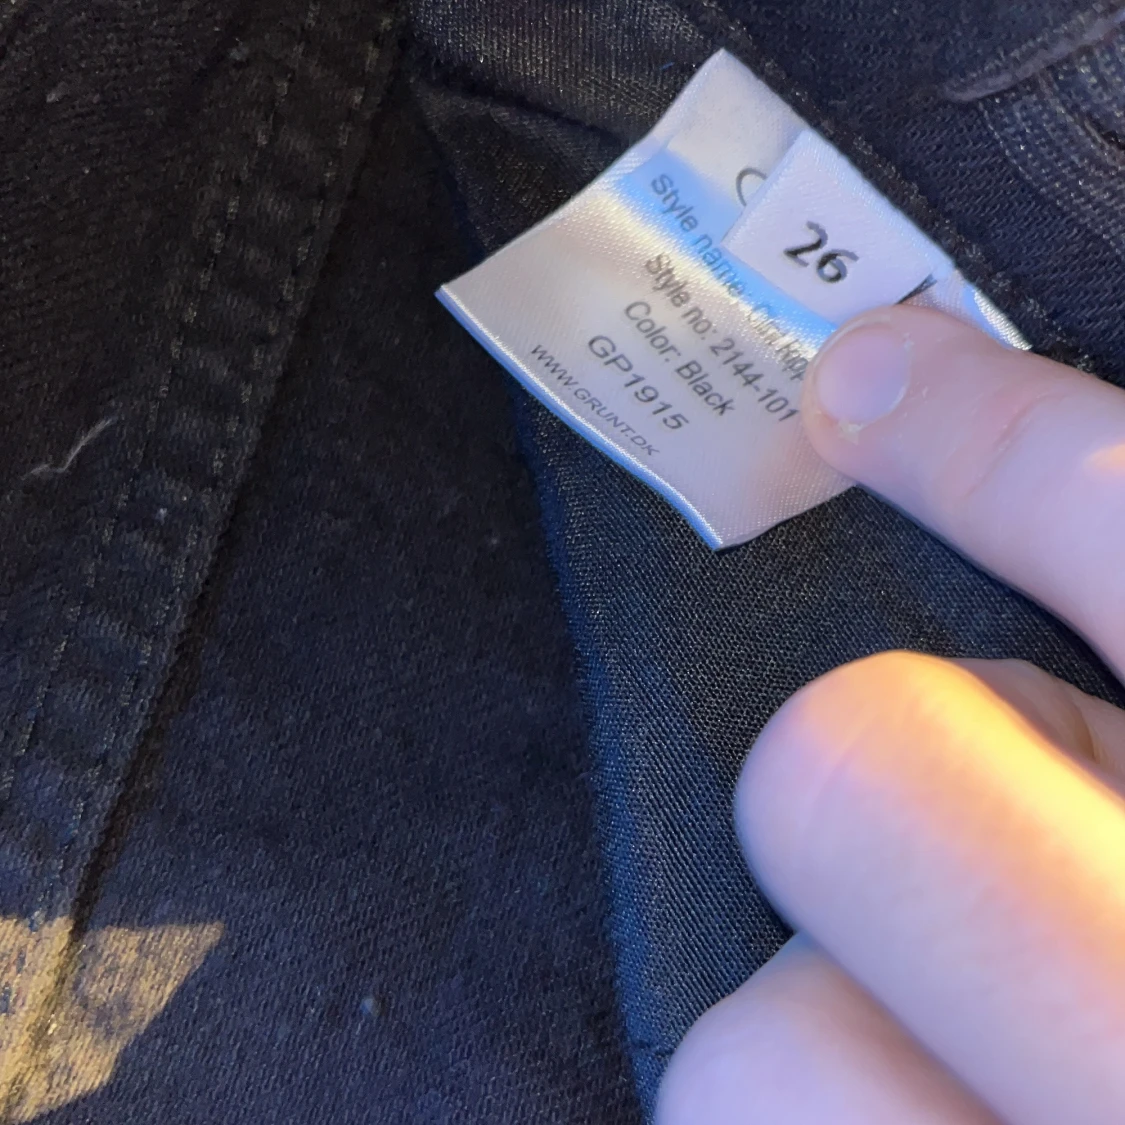 26
Style name:
Style no: 2144-101
Color: Black
GP1915
WWW.GRUNT.DK